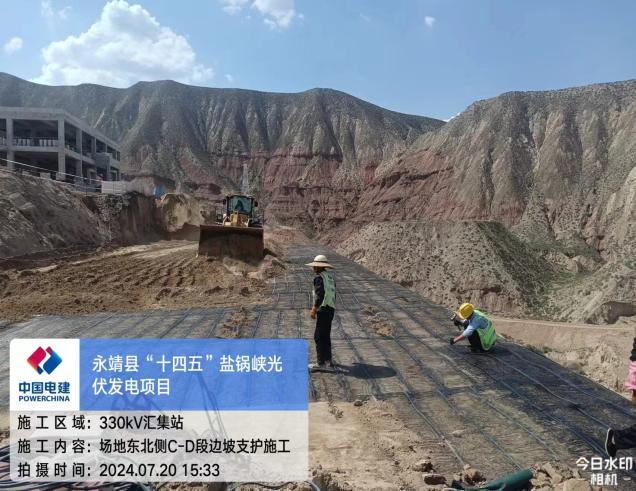 永靖县“十四五”盐锅峡光
伏发电项目
中国电建
POWERCHINA
施工区域：330kV汇集站
施工内容：场地东北侧C-D段边坡支护施工
拍摄时间：2024.07.20 15:33
今日水印
相机